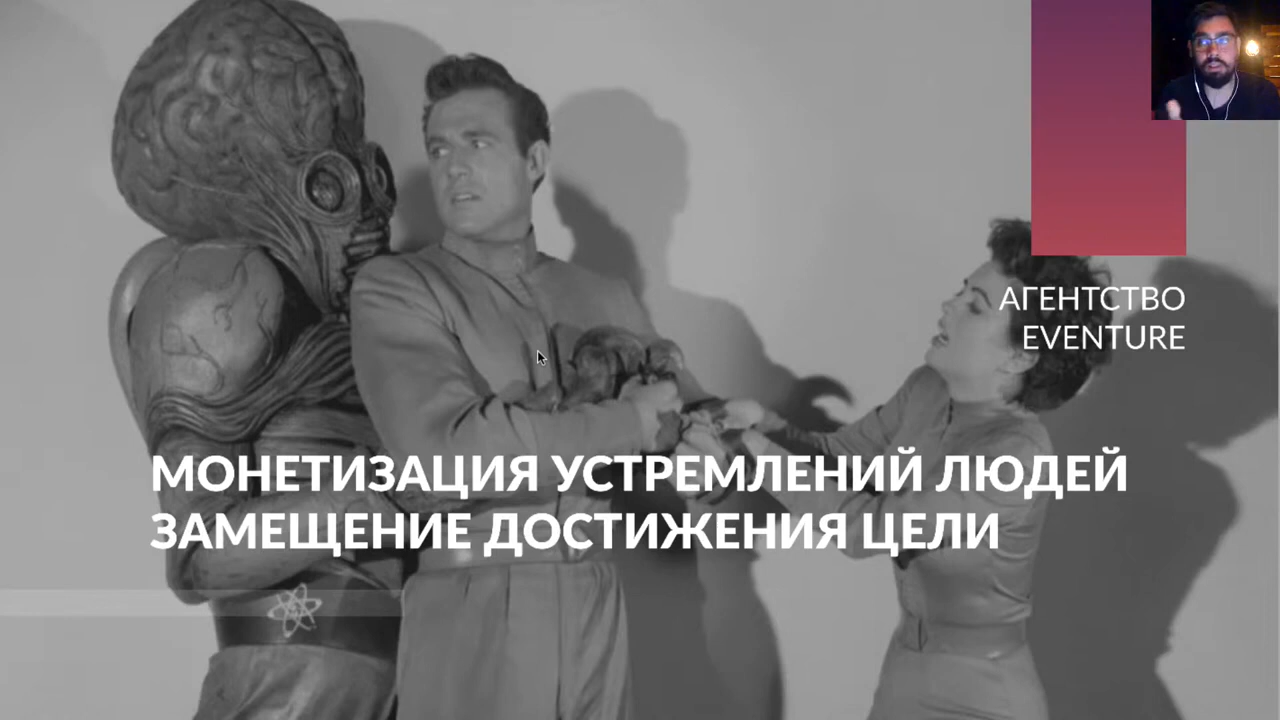 АГЕНТСТВО
EVENTURE
МОНЕТИЗАЦИЯ УСТРЕМЛЕНИЙ ЛЮДЕЙ
ЗАМЕЩЕНИЕ ДОСТИЖЕНИЯ ЦЕЛИ